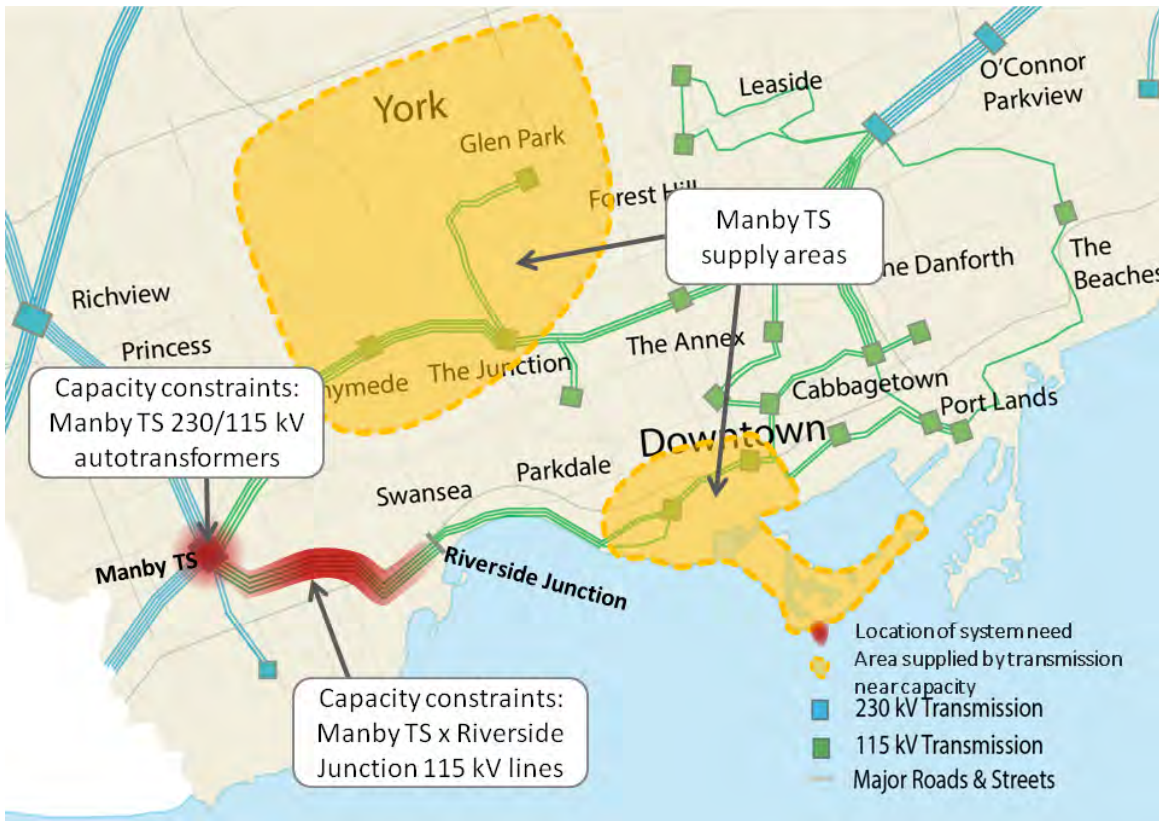 York
Glen Park
Leaside
O'Connor
Parkview
Forest Hill
Manby TS
supply areas
The
Beaches
Danforth
Richview
Princess
The Annex
The Junction
Cabbagetown
Port Lands
Capacity constraints:
Manby TS 230/115 kV
autotransformers
Downtown
Parkdale
Swansea
Manby TS
Riverside Junction
Capacity constraints:
Manby TS x Riverside
Junction 115 kV lines
Location of system need
Area supplied by transmission
near capacity
230 kV Transmission
115 kV Transmission
Major Roads & Streets